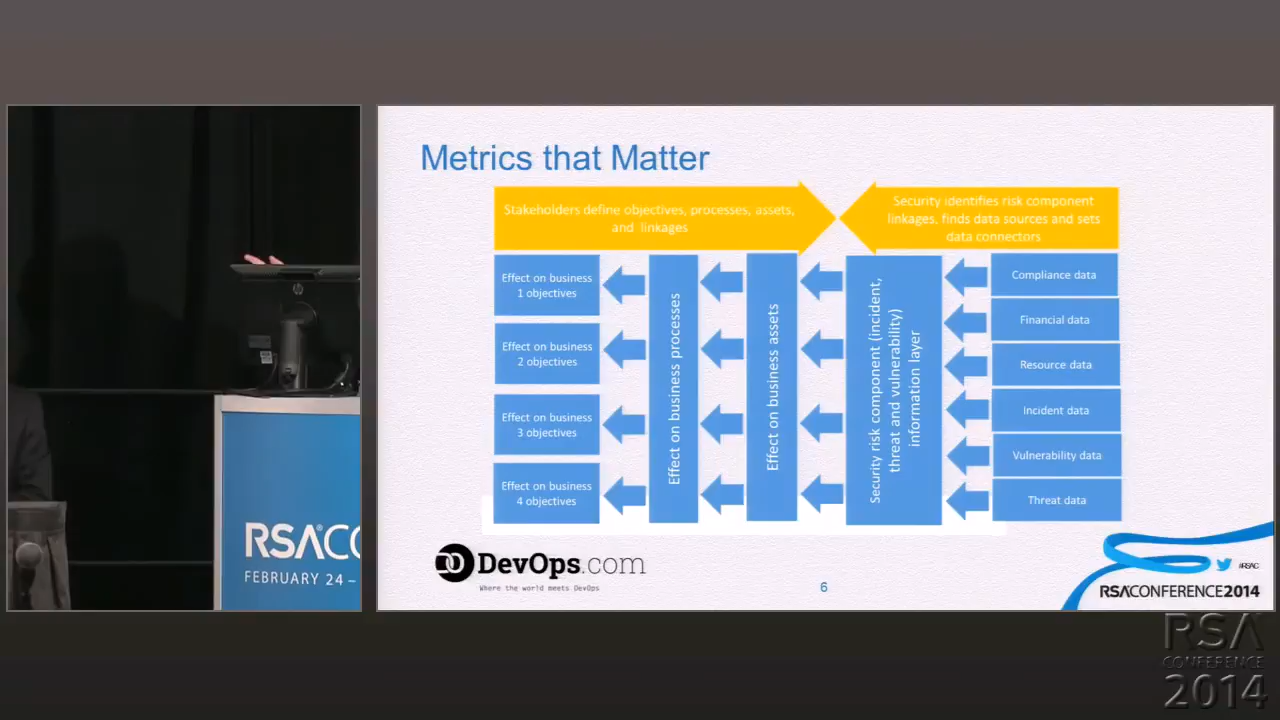 RSA
CONFERENCE
2014
Metrics that Matter
Stakeholders define objectives, processes, assets,
and linkages
Security identifies risk component
linkages, finds data sources and sets
data connectors
Effect on business
1 objectives
Effect on business
2 objectives
Effect on business
3 objectives
Effect on business
4 objectives
Effect on business processes
Effect on business assets
Security risk component (incident,
threat and vulnerability)
information layer
Compliance data
Financial data
Resource data
Incident data
Vulnerability data
Threat data
RSACO
FEBRUARY 24 –
DevOps.com
Where the world meets DevOps
6
#RSAC
RSACONFERENCE2014
RSA
CONFERENCE
2014